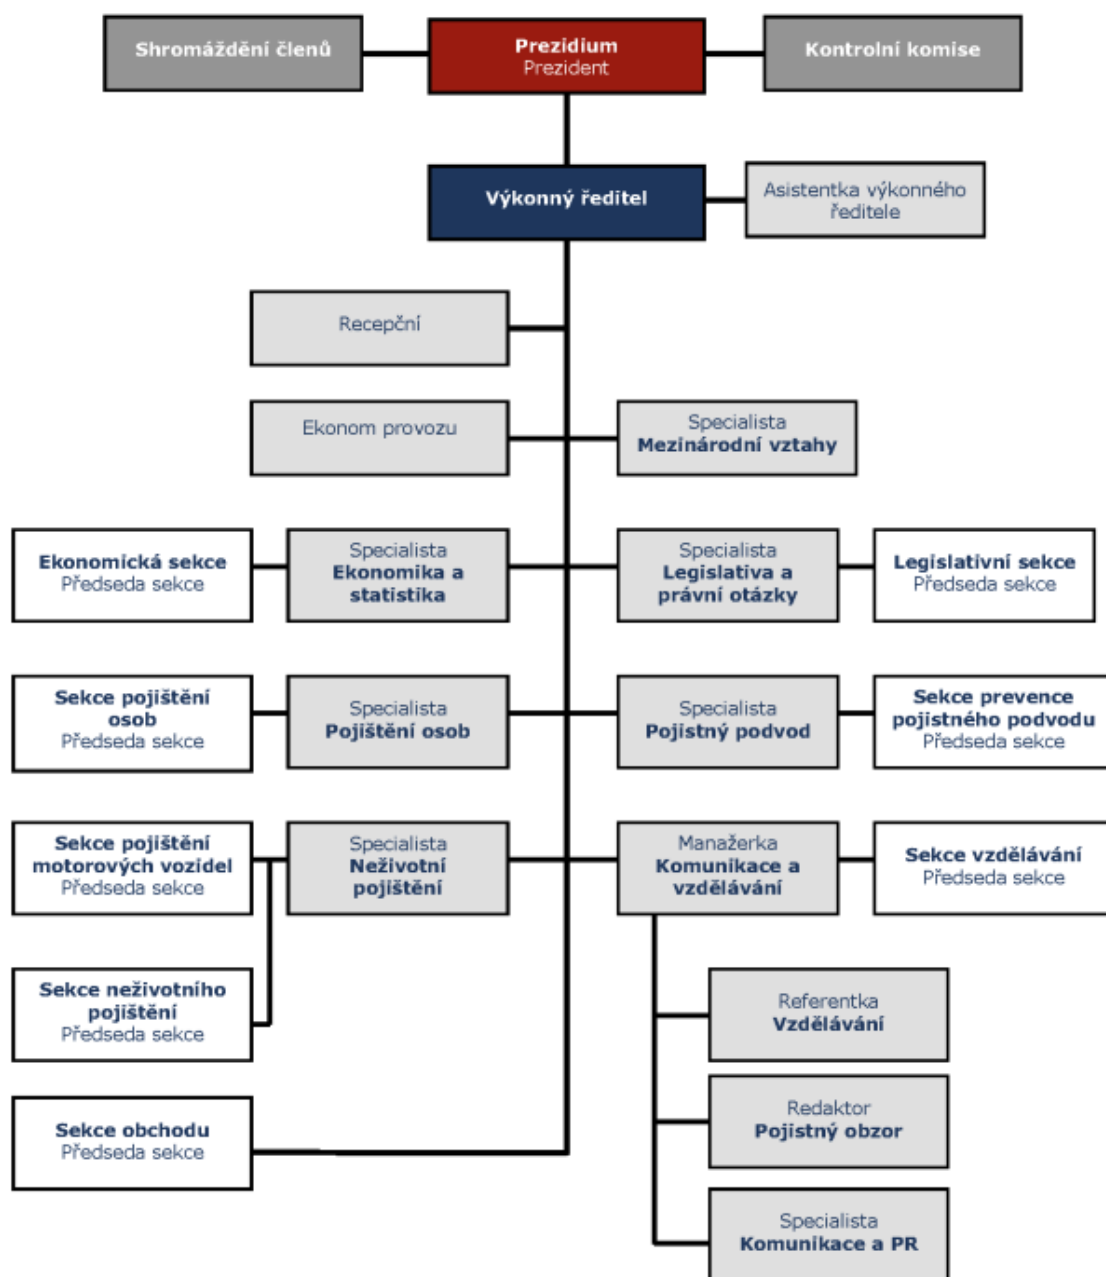 Shromáždění členů
Prezidium
Prezident
Kontrolní komise
Výkonný ředitel
Asistentka výkonného
ředitele
Recepční
Ekonom provozu
Specialista
Mezinárodní vztahy
Ekonomická sekce
Předseda sekce
Specialista
Ekonomika a
statistika
Specialista
Legislativa a
právní otázky
Legislativní sekce
Předseda sekce
Sekce pojištění
osob
Předseda sekce
Specialista
Pojištění osob
Specialista
Pojistný podvod
Sekce prevence
pojistného podvodu
Předseda sekce
Sekce pojištění
motorových vozidel
Předseda sekce
Specialista
Neživotní
pojištění
Manažerka
Komunikace a
vzdělávání
Sekce vzdělávání
Předseda sekce
Sekce neživotního
pojištění
Předseda sekce
Referentka
Vzdělávání
Sekce obchodu
Předseda sekce
Redaktor
Pojistný obzor
Specialista
Komunikace a PR